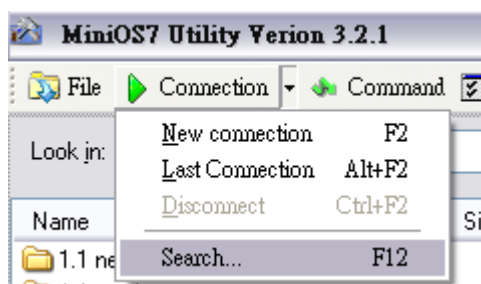 MiniOS7 Utility Verion 3.2.1
File Connection Command
New connection F2
Look in:
Last Connection Alt+F2
Disconnect Ctrl+F2
Name
Search... F12
1.1 ne